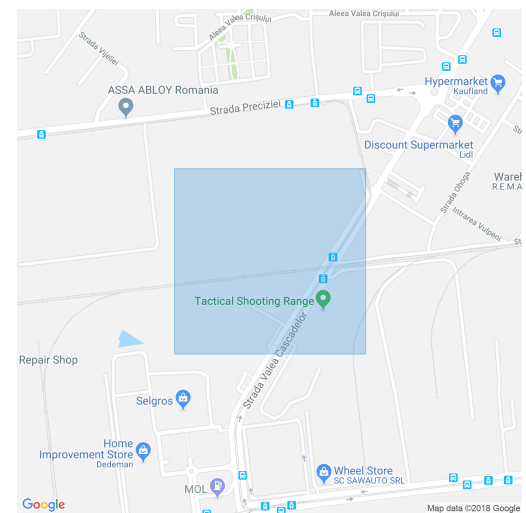 Aleea Valea Crișului
Aleea Valea Crișului
Strada Vijeliei
ASSA ABLOY Romania
Strada Preciziei
Hypermarket
Kaufland
Discount Supermarket
Lidl
Wareh
R.E.M.A
Strada Oboga
Intrarea Vulpeni
St
Tactical Shooting Range
Strada Valea Cascadelor
Repair Shop
Selgros
Home
Improvement Store
Dedeman
MOL
Wheel Store
SC SAWAUTO SRL
Google
Map data ©2018 Google